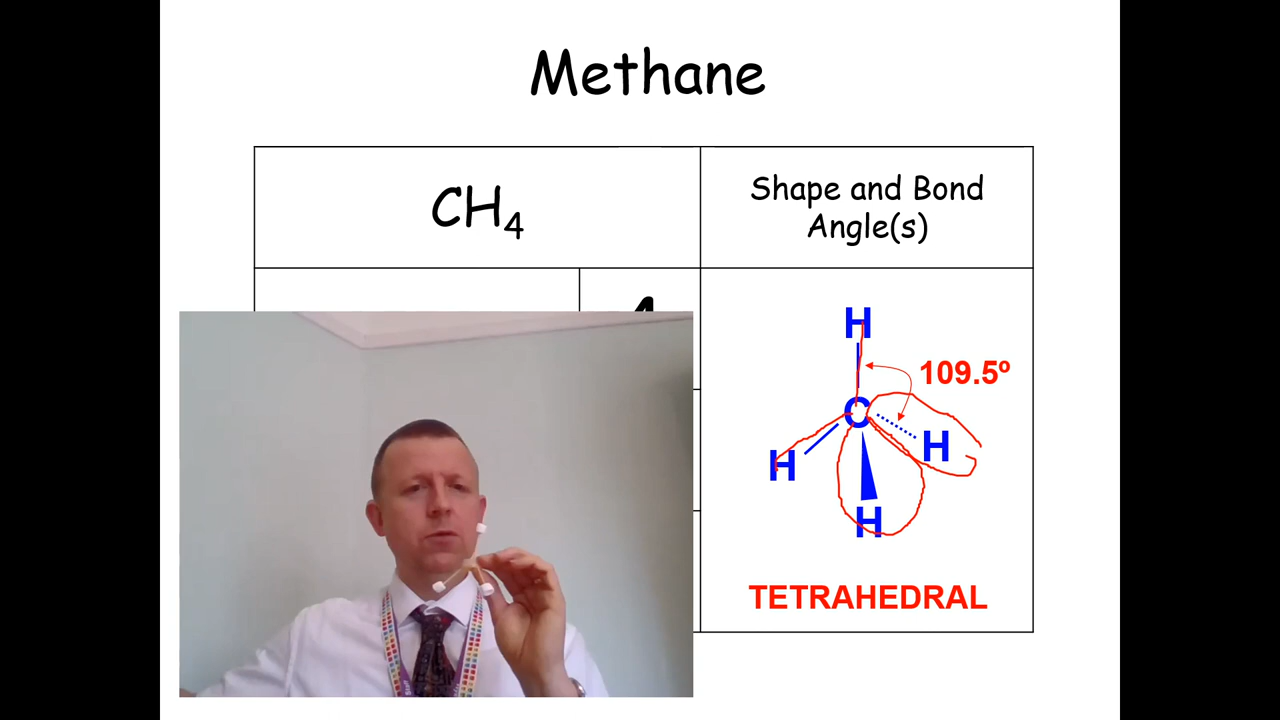 Methane
CH₄
Shape and Bond
Angle(s)
H
109.5º
C
H
H
H
TETRAHEDRAL